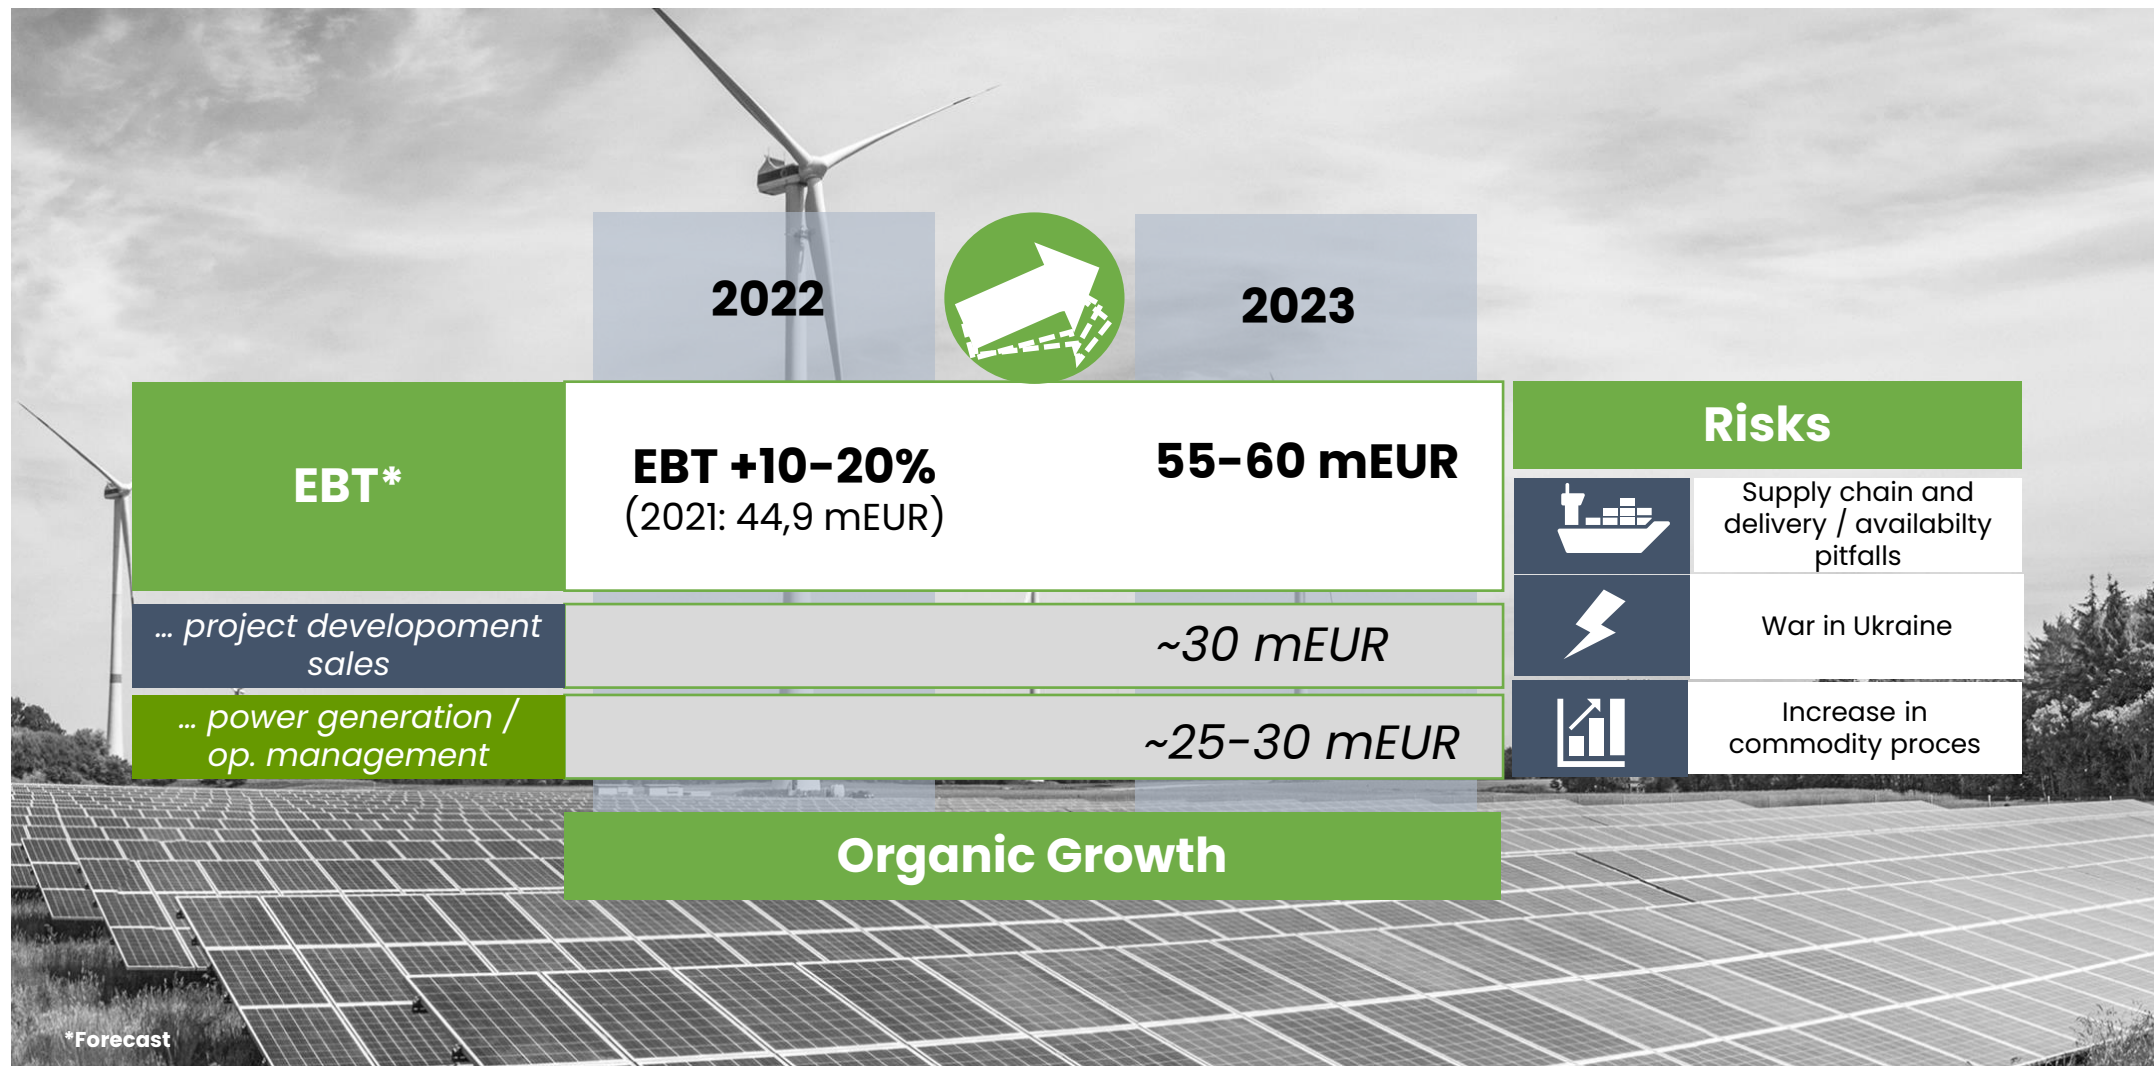 2022
2023
EBT*
EBT +10-20%
(2021: 44,9 mEUR)
55-60 mEUR
... project developoment
sales
~30 mEUR
... power generation /
op. management
~25-30 mEUR
Organic Growth
Risks
Supply chain and
delivery / availabilty
pitfalls
War in Ukraine
Increase in
commodity proces
*Forecast